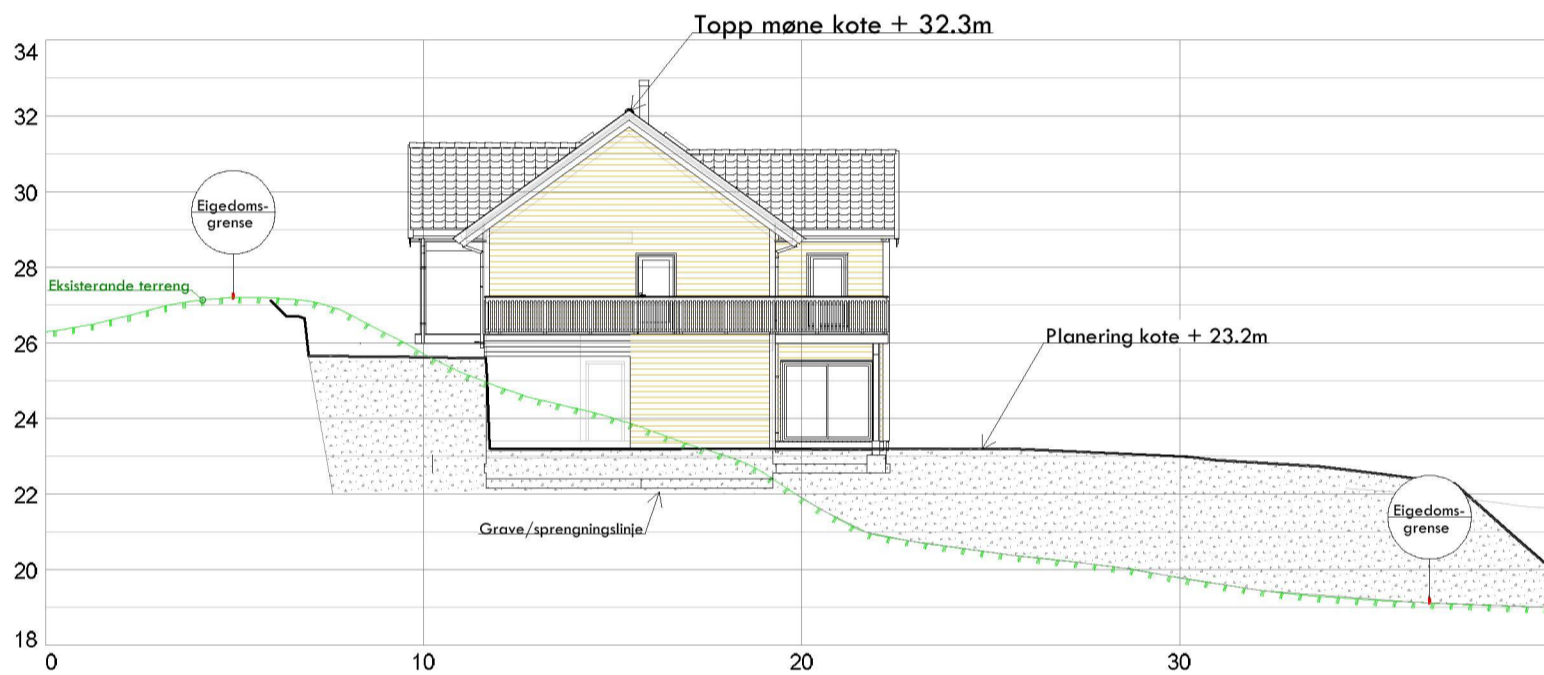 Topp møne kote + 32.3m
34
32
30
28
26
24
22
20
18
Eigedoms-
grense
Eksisterande terreng
Planering kote + 23.2m
Grave/sprengningslinje
Eigedoms-
grense
0
10
20
30